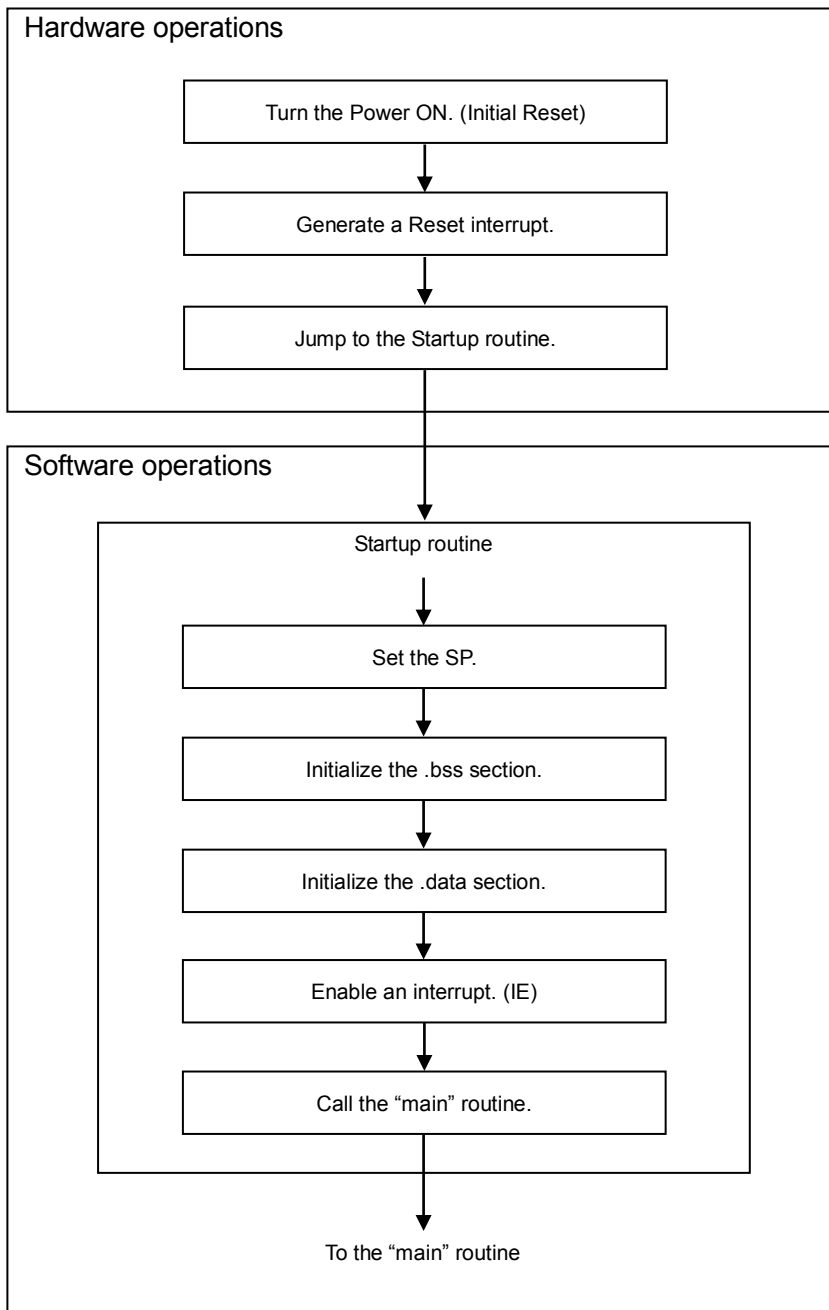 Hardware operations
Turn the Power ON. (Initial Reset)
Generate a Reset interrupt.
Jump to the Startup routine.
Software operations
Startup routine
Set the SP.
Initialize the .bss section.
Initialize the .data section.
Enable an interrupt. (IE)
Call the “main” routine.
To the “main” routine